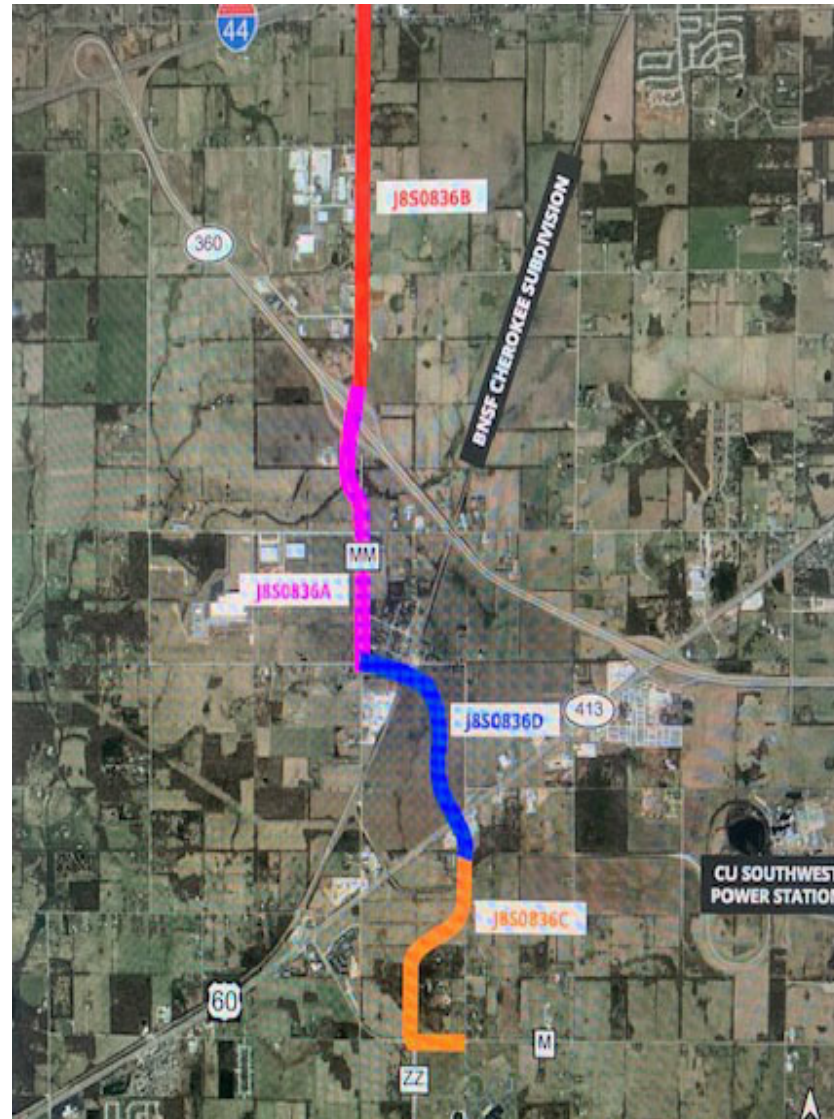 44
J8S0836B
360
BNSF CHEROKEE SUBDIVISION
MM
J8S0836A
J8S0836D
413
CU SOUTHWEST
POWER STATION
J8S0836C
60
M
ZZ